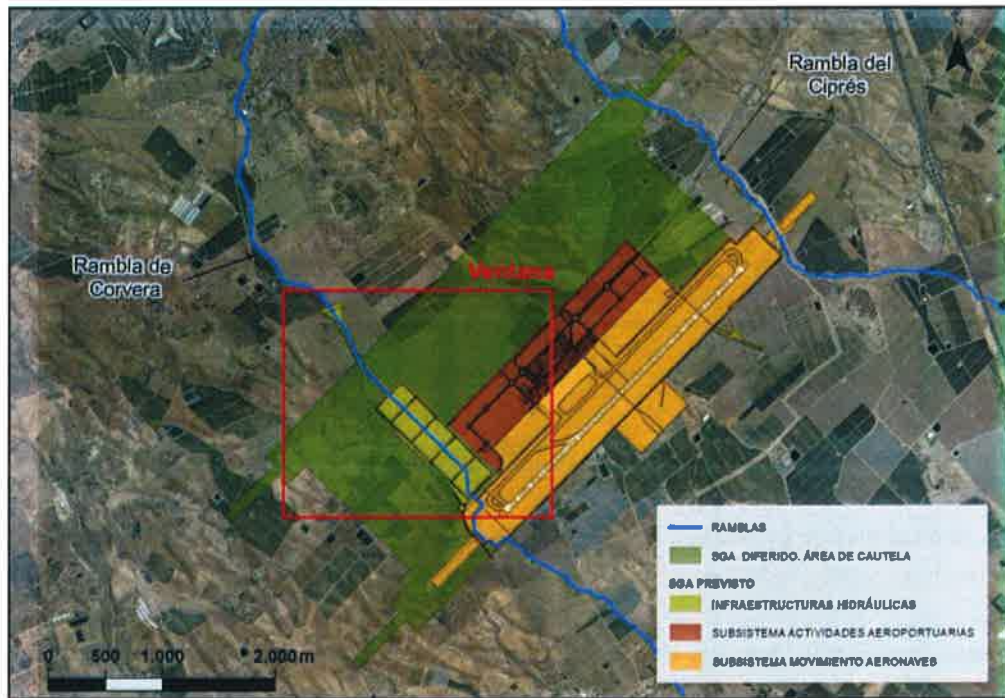 Rambla del
Ciprés
Rambla de
Corvera
Ventana
RAMBLAS
SGA DIFERIDO. ÁREA DE CAUTELA
SGA PREVISTO
INFRAESTRUCTURAS HIDRÁULICAS
SUBSISTEMA ACTIVIDADES AEROPORTUARIAS
SUBSISTEMA MOVIMIENTO AERONAVES
0 500 1.000 2.000 m